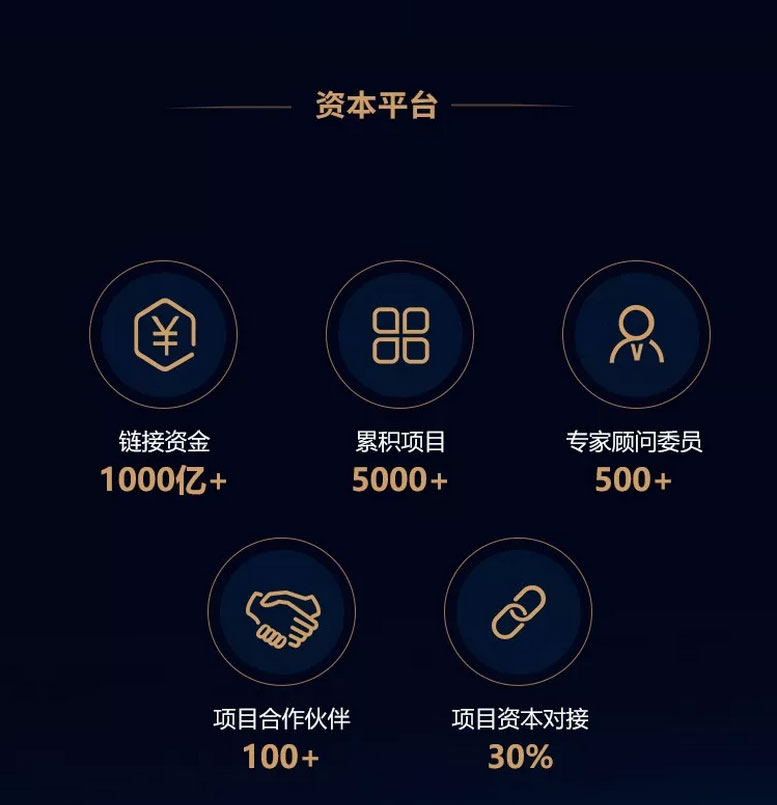 资本平台
链接资金
1000亿+
累积项目
5000+
专家顾问委员
500+
项目合作伙伴
100+
项目资本对接
30%